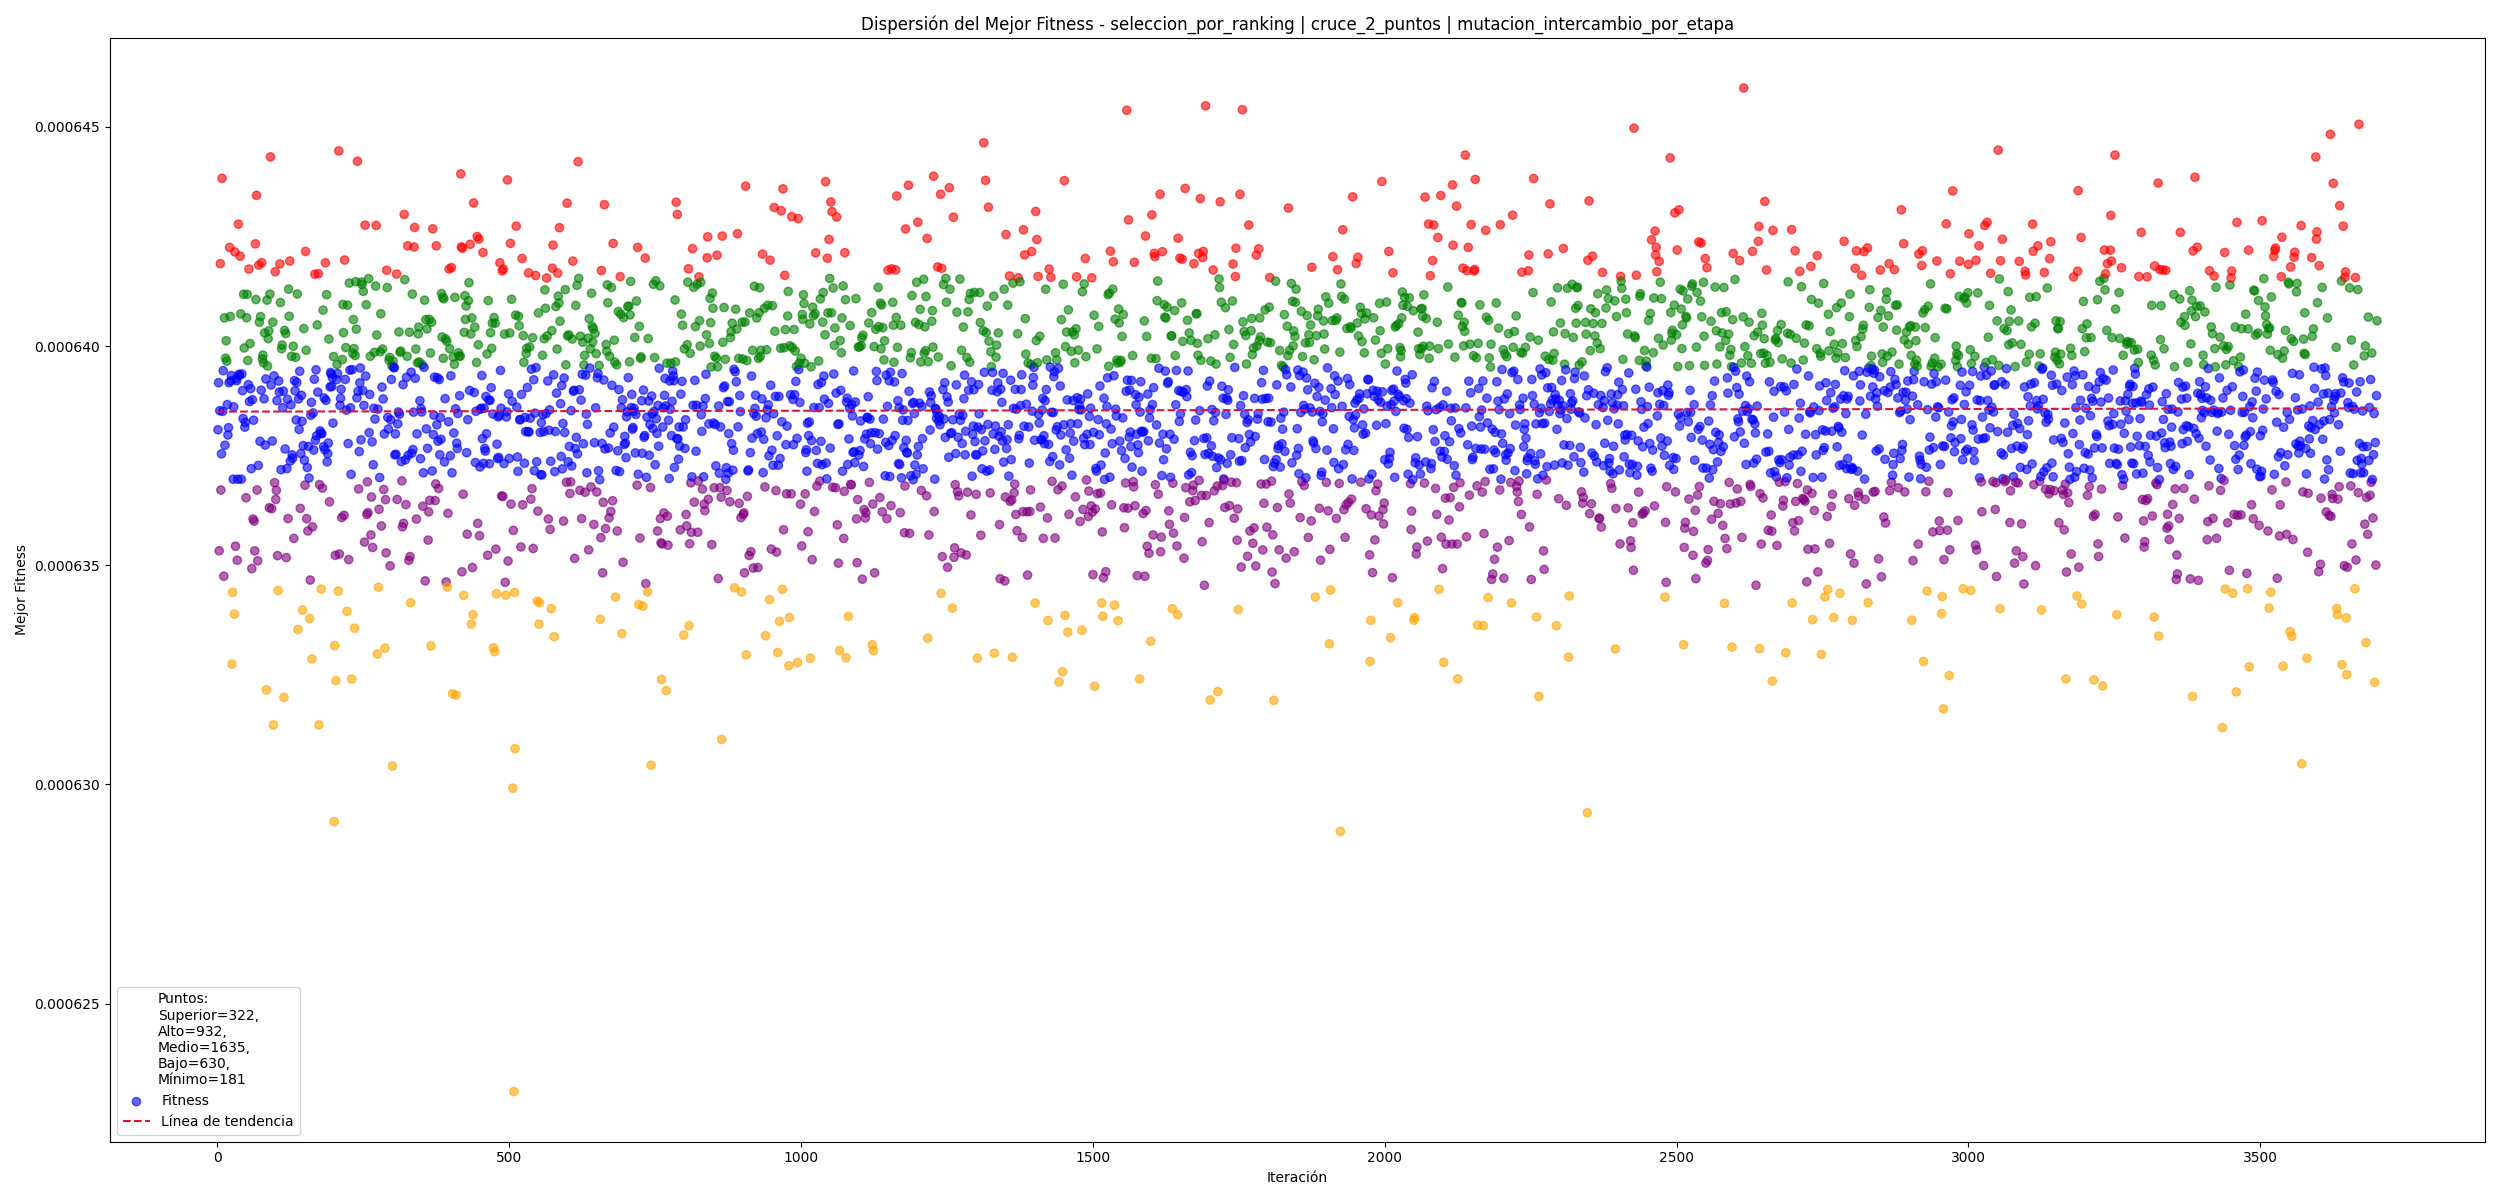 Dispersión del Mejor Fitness - seleccion_por_ranking | cruce_2_puntos | mutacion_intercambio_por_etapa
Mejor Fitness
0.000645
0.000640
0.000635
0.000630
0.000625
Puntos:
Superior=322,
Alto=932,
Medio=1635,
Bajo=630,
Mínimo=181
Fitness
Línea de tendencia
0 500 1000 1500 2000 2500 3000 3500
Iteración